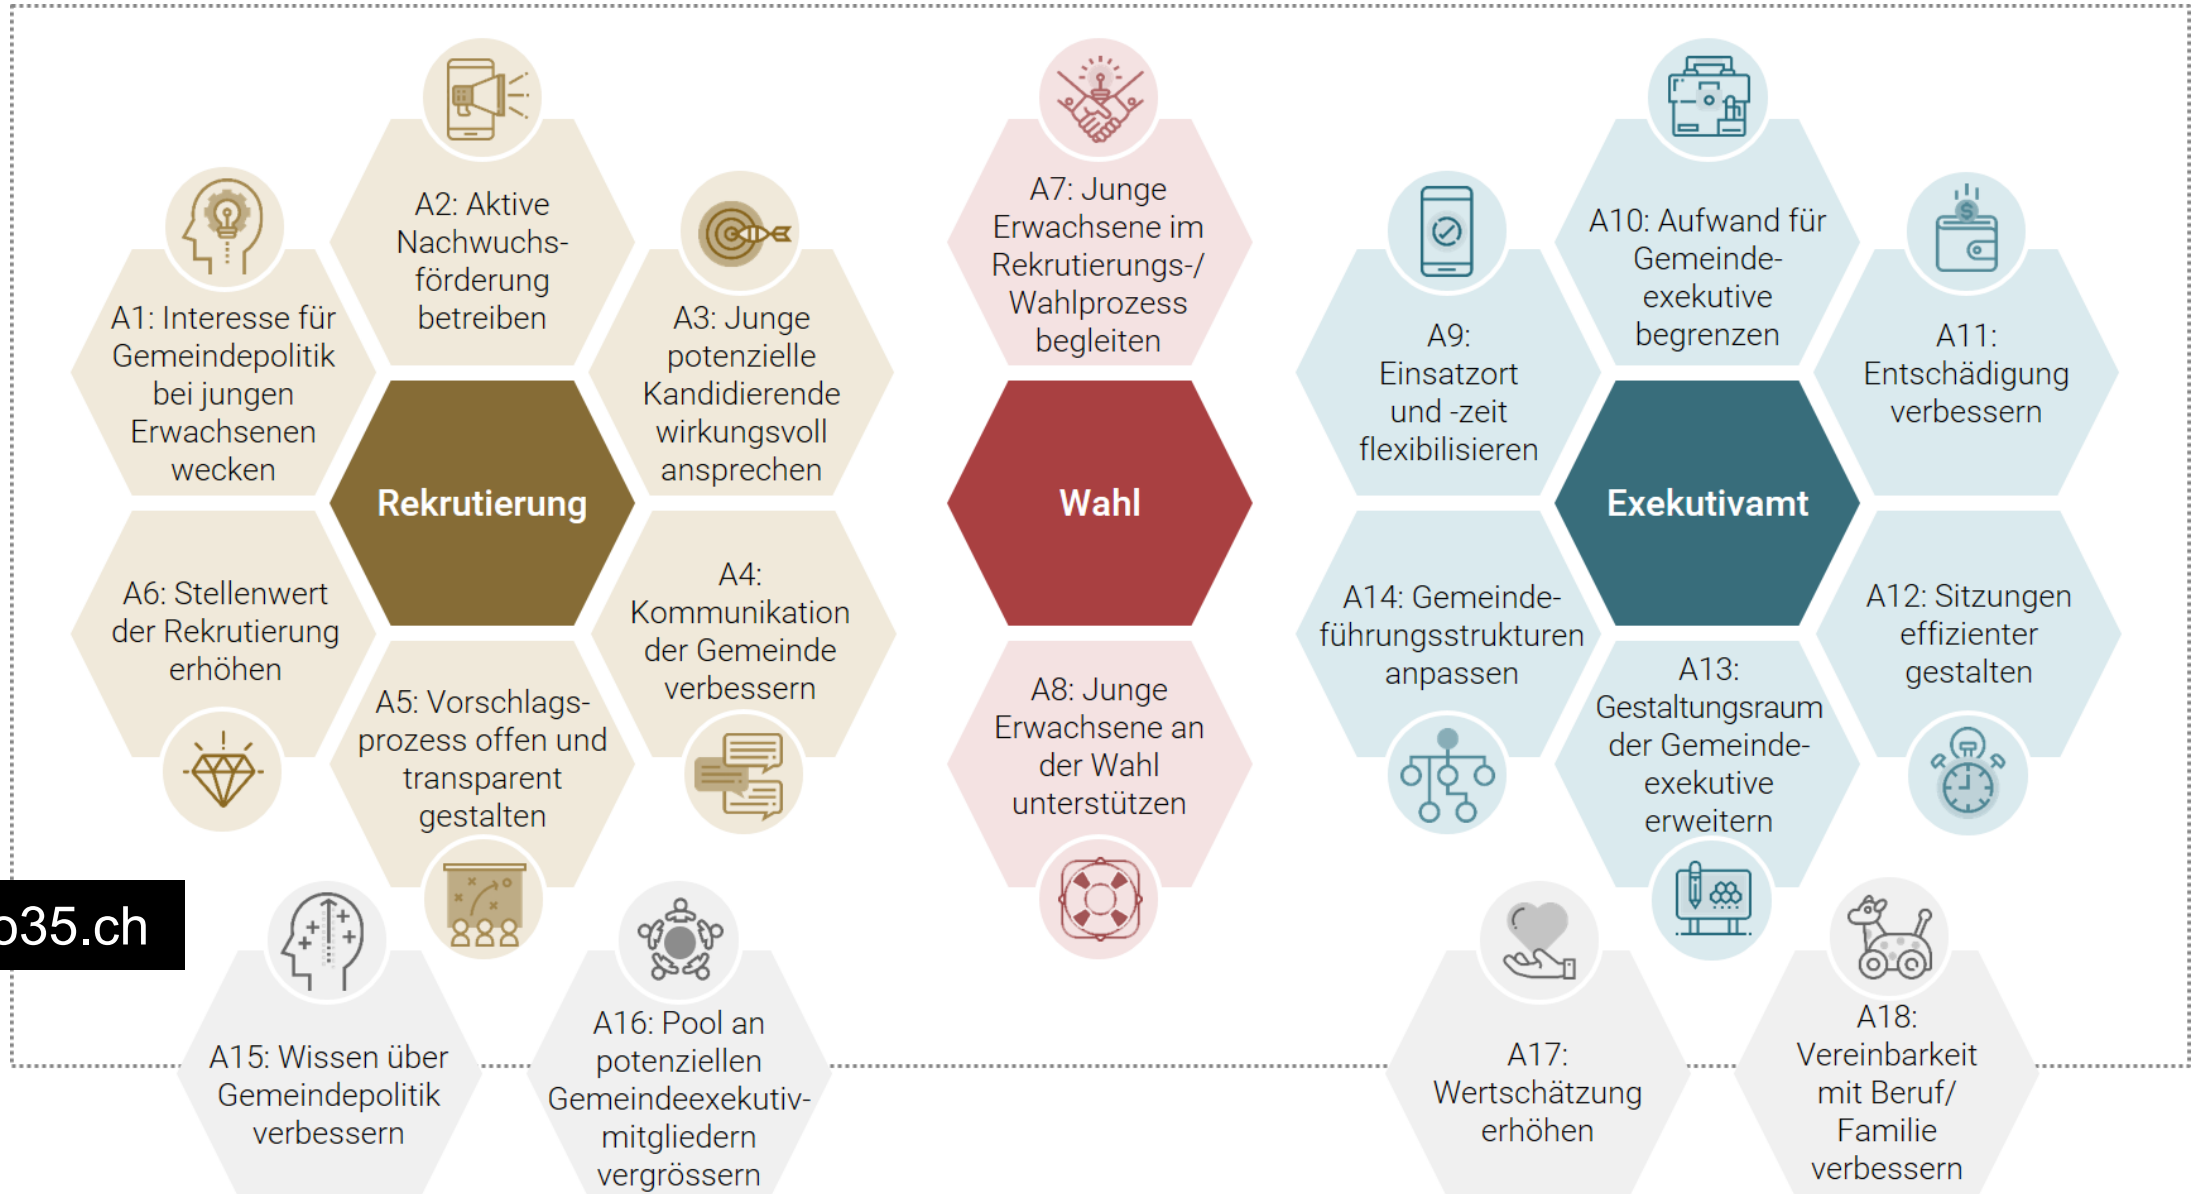 A1: Interesse für
Gemeindepolitik
bei jungen
Erwachsenen
wecken
A2: Aktive
Nachwuchs-
förderung
betreiben
A3: Junge
potenzielle
Kandidierende
wirkungsvoll
ansprechen
Rekrutierung
A6: Stellenwert
der Rekrutierung
erhöhen
A5: Vorschlags-
prozess offen und
transparent
gestalten
A4:
Kommunikation
der Gemeinde
verbessern
A7: Junge
Erwachsene im
Rekrutierungs-/
Wahlprozess
begleiten
Wahl
A8: Junge
Erwachsene an
der Wahl
unterstützen
A9:
Einsatzort
und -zeit
flexibilisieren
A10: Aufwand für
Gemeinde-
exekutive
begrenzen
A11:
Entschädigung
verbessern
Exekutivamt
A14: Gemeinde-
führungsstrukturen
anpassen
A13:
Gestaltungsraum
der Gemeinde-
exekutive
erweitern
A12: Sitzungen
effizienter
gestalten
o35.ch
A15: Wissen über
Gemeindepolitik
verbessern
A16: Pool an
potenziellen
Gemeindeexekutiv-
mitgliedern
vergrössern
A17:
Wertschätzung
erhöhen
A18:
Vereinbarkeit
mit Beruf/
Familie
verbessern